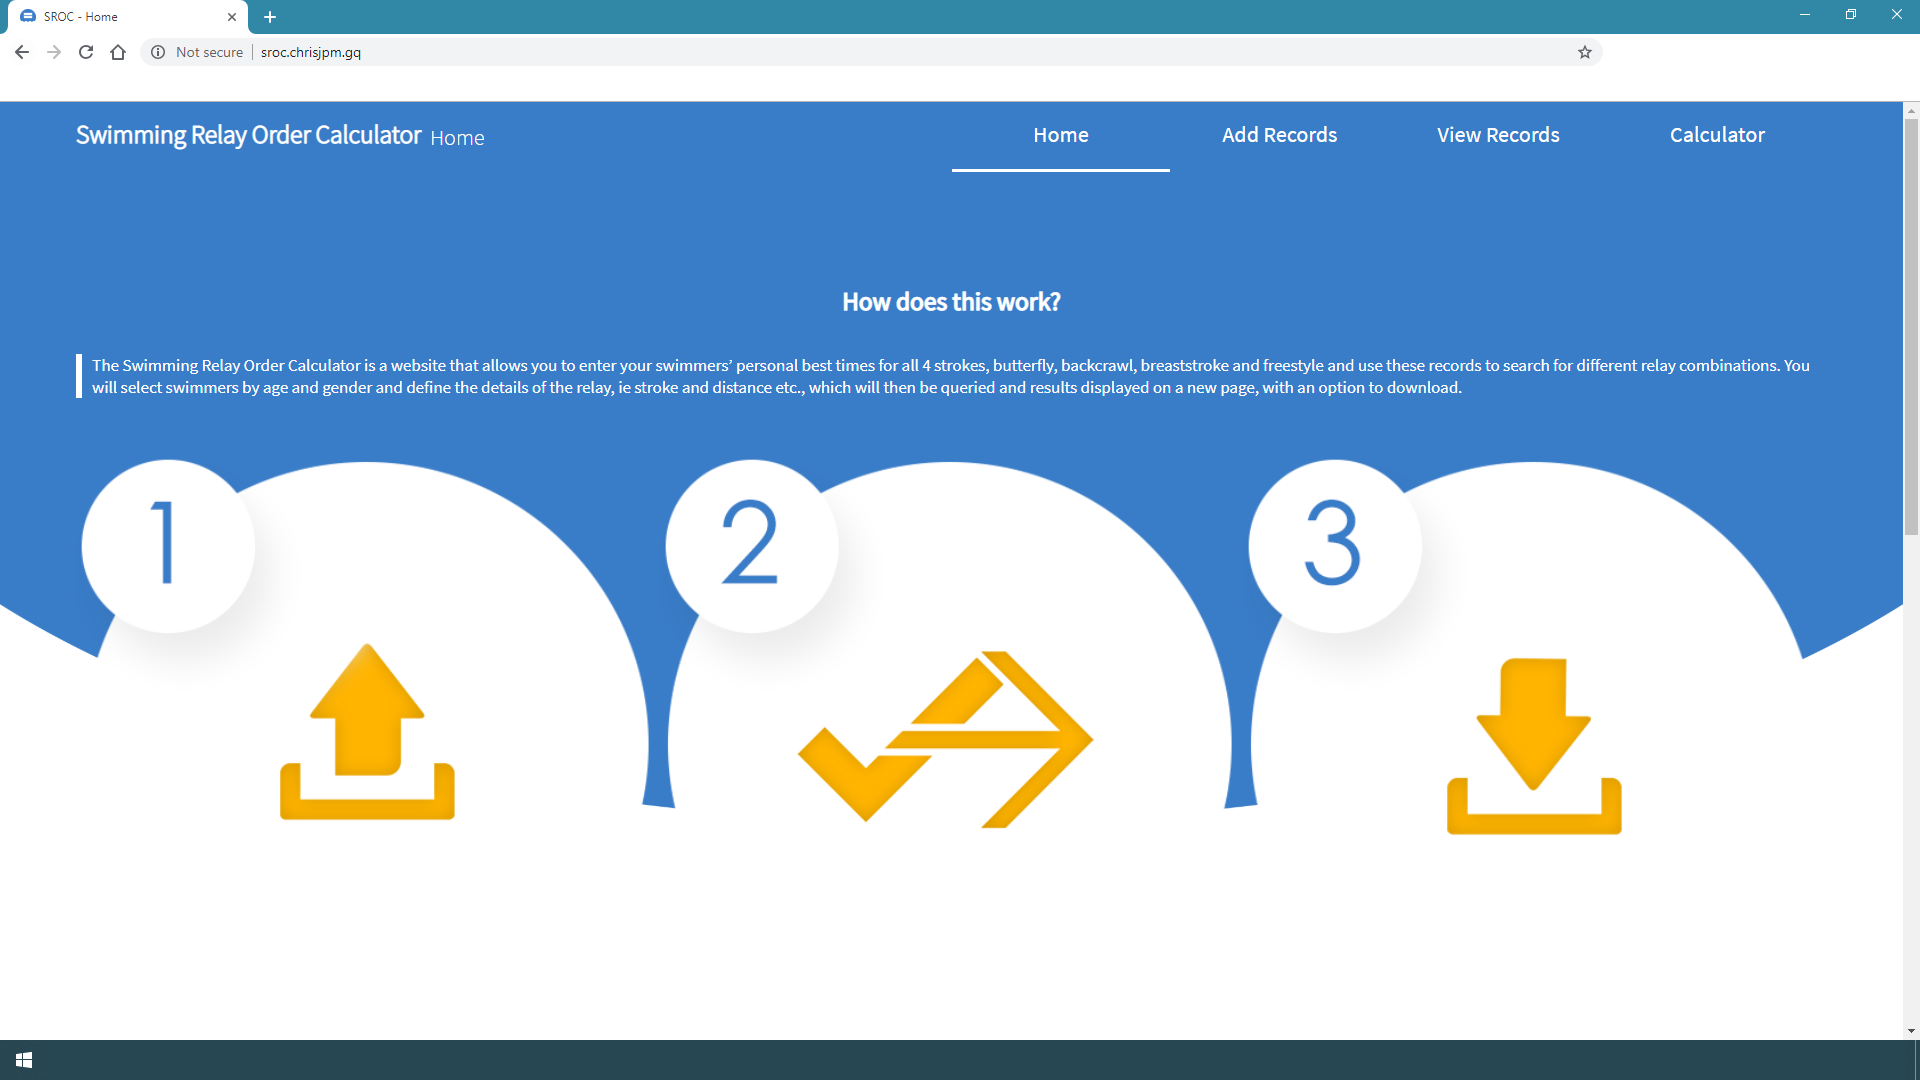 SROC - Home
Not secure
sroc.chrisjpm.gq
Swimming Relay Order Calculator Home
Home
Add Records
View Records
Calculator
How does this work?
The Swimming Relay Order Calculator is a website that allows you to enter your swimmers’ personal best times for all 4 strokes, butterfly, backcrawl, breaststroke and freestyle and use these records to search for different relay combinations. You
will select swimmers by age and gender and define the details of the relay, ie stroke and distance etc., which will then be queried and results displayed on a new page, with an option to download.
1
2
3